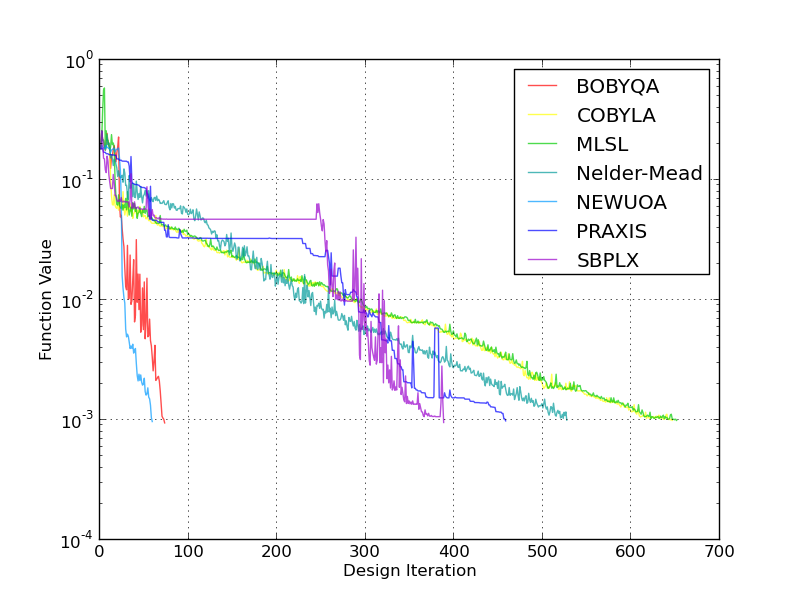 10^0
10^-1
10^-2
10^-3
10^-4
Function Value
BOBYQA
COBYLA
MLSL
Nelder-Mead
NEWUOA
PRAXIS
SBPLX
0 100 200 300 400 500 600 700
Design Iteration